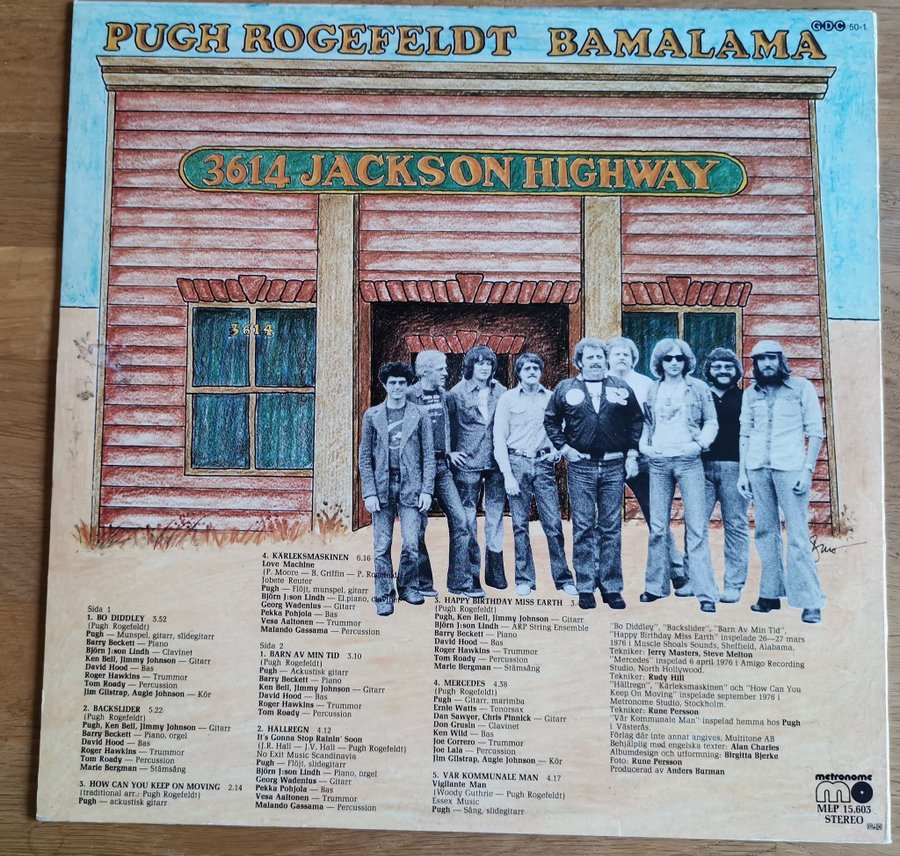 PUGH ROGEFELDT BAMALAMA
GDC 50-1
3614 JACKSON HIGHWAY
3614
Sida 1
1. BO DIDDLEY 3.52
(Pugh Rogefeldt)
Pugh — Munspel, gitarr, slidegitarr
Barry Beckett — Piano
Björn J:son Lindh — Clavinet
Ken Bell, Jimmy Johnson — Gitarr
David Hood — Bas
Roger Hawkins — Trummor
Tom Roady — Percussion
Jim Gilstrap, Augie Johnson — Kör
2. BACKSLIDER 5.22
(Pugh Rogefeldt)
Pugh, Ken Bell, Jimmy Johnson — Gitarr
Barry Beckett — Piano, orgel
David Hood — Bas
Roger Hawkins — Trummor
Tom Roady — Percussion
Marie Bergman — Stämsång
3. HOW CAN YOU KEEP ON MOVING 2.14
(traditional arr.: Pugh Rogefeldt)
Pugh — ackustisk gitarr
4. KÄRLEKSMASKINEN 6.16
Love Machine
(P. Moore — B. Griffin — P. Rogefeldt)
Jobete Reuter
Pugh — Flöjt, munspel, gitarr
Björn J:son Lindh — El.piano,
Georg Wadenius — Gitarr
Pekka Pohjola — Bas
Vesa Aaltonen — Trummor
Malando Gassama — Percussion
Sida 2
1. BARN AV MIN TID 3.10
(Pugh Rogefeldt)
Pugh — Ackustisk gitarr
Barry Beckett — Piano
Ken Bell, Jimmy Johnson — Gitarr
David Hood — Bas
Roger Hawkins — Trummor
Tom Roady — Percussion
2. HÄLLREGN 4.12
It's Gonna Stop Rainin' Soon
(J.R. Hall — J.V. Hall — Pugh Rogefeldt)
No Exit Music Scandinavia
Pugh — Flöjt, slidegitarr
Björn J:son Lindh — Piano, orgel
Georg Wadenius — Gitarr
Pekka Pohjola — Bas
Vesa Aaltonen — Trummor
Malando Gassama — Percussion
3. HAPPY BIRTHDAY MISS EARTH
(Pugh Rogefeldt)
Pugh, Ken Bell, Jimmy Johnson — Gitarr
Björn J:son Lindh — ARP String Ensemble
Barry Beckett — Piano
David Hood — Bas
Roger Hawkins — Trummor
Tom Roady — Percussion
Marie Bergman — Stämsång
4. MERCEDES 4.38
(Pugh Rogefeldt)
Pugh — Gitarr, marimba
Ernie Watts — Tenorsax
Dan Sawyer, Chris Pinnick — Gitarr
Don Grusin — Clavinet
Ken Wild — Bas
Joe Correro — Trummor
Joe Lala — Percussion
Jim Gilstrap, Augie Johnson — Kör
5. VÅR KOMMUNALE MAN 4.17
Vigilante Man
(Woody Guthrie — Pugh Rogefeldt)
Essex Music
Pugh — Sång, slidegitarr
"Bo Diddley", "Backslider", "Barn Av Min Tid",
"Happy Birthday Miss Earth" inspelade 26—27 mars
1976 i Muscle Shoals Sounds, Sheffield, Alabama.
Tekniker: Jerry Masters, Steve Melton
"Mercedes" inspelad 6 april 1976 i Amigo Recording
Studio, North Hollywood.
Tekniker: Rudy Hill
"Hällregn", "Kärleksmaskinen" och "How Can You
Keep On Moving" inspelade september 1976 i
Metronome Studio, Stockholm.
Tekniker: Rune Persson
"Vår Kommunale Man" inspelad hemma hos Pugh
i Västerås.
Förlag där inte annat angives, Multitone AB
Behjälplig med engelska texter: Alan Charles
Albumdesign och utformning: Birgitta Bjerke
Foto: Rune Persson
Producerad av Anders Burman
metronome
MLP 15.603
STEREO